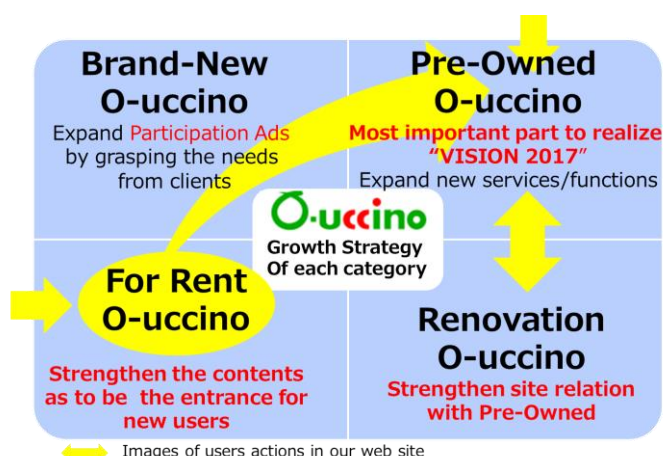 Brand-New
O-uccino
Expand Participation Ads
by grasping the needs
from clients
Pre-Owned
O-uccino
Most important part to realize
“VISION 2017”
Expand new services/functions
O-uccino
Growth Strategy
Of each category
For Rent
O-uccino
Strengthen the contents
as to be the entrance for
new users
Renovation
O-uccino
Strengthen site relation
with Pre-Owned
Images of users actions in our web site